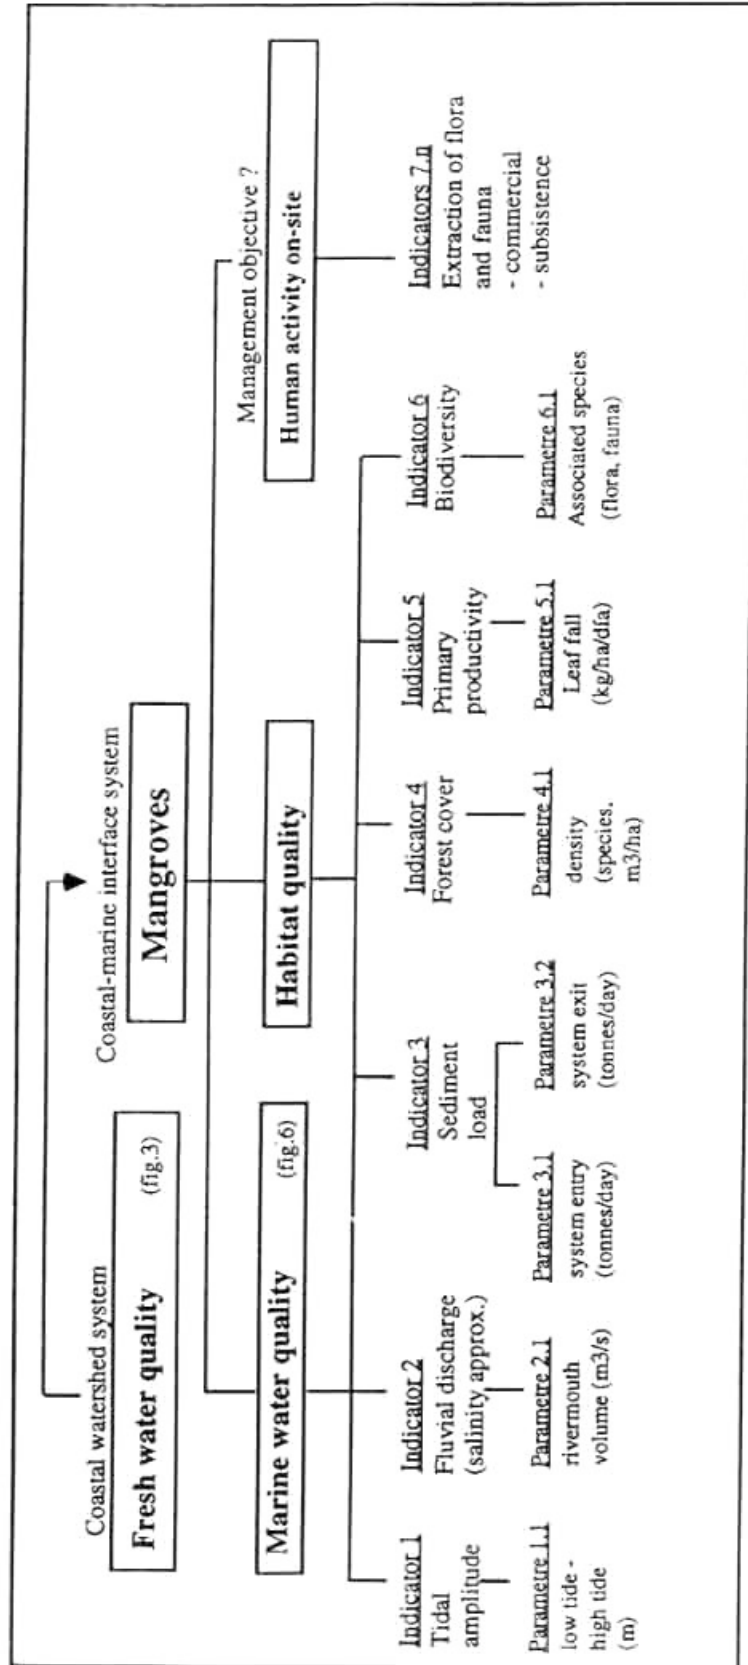 Coastal watershed system
Fresh water quality (fig.3)
Coastal-marine interface system
Mangroves
Marine water quality (fig.6)
Habitat quality
Management objective ?
Human activity on-site
Indicator 1
Tidal
amplitude
Indicator 2
Fluvial discharge
(salinity approx.)
Indicator 3
Sediment
load
Indicator 4
Forest cover
Indicator 5
Primary
productivity
Indicator 6
Biodiversity
Indicators 7.n
Extraction of flora
and fauna
- commercial
- subsistence
Parametre 1.1
low tide -
high tide
(m)
Parametre 2.1
rivermouth
volume (m3/s)
Parametre 3.1
system entry
(tonnes/day)
Parametre 3.2
system exit
(tonnes/day)
Parametre 4.1
density
(species,
m3/ha)
Parametre 5.1
Leaf fall
(kg/ha/dfa)
Parametre 6.1
Associated species
(flora, fauna)